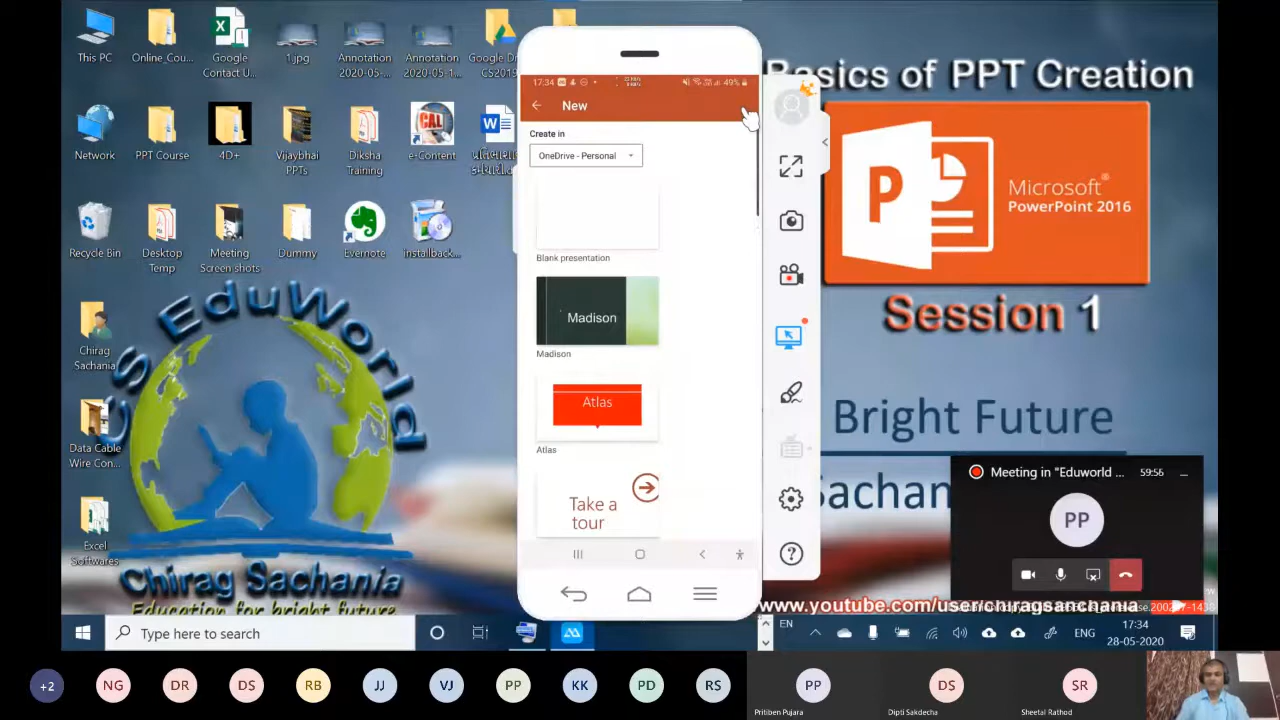 This PC
Online_Cou...
Google
Contact U...
1.jpg
Annotation
2020-05-...
Annotation
2020-05-1...
Google Dr
CS2019
Network
PPT Course
4D+
Vijaybhai
PPTs
Diksha
Training
CAL
e-Content
Recycle Bin
Desktop
Temp
Meeting
Screen shots
Dummy
Evernote
installback...
Chirag
Sachania
Data Cable
Wire Con...
Excel
Softwares
CS EduWorld
Chirag Sachania
Education for bright future
17:34
49%
New
Create in
OneDrive - Personal
Blank presentation
Madison
Madison
Atlas
Atlas
Take a
tour
Basics of PPT Creation
Microsoft®
PowerPoint 2016
Session 1
Bright Future
Sachan
Meeting in "Eduworld ...
59:56
PP
www.youtube.com/user/chiragsachania
Type here to search
EN
ENG
17:34
28-05-2020
+2
NG
DR
DS
RB
JJ
VJ
PP
KK
PD
RS
PP
Pritiben Pujara
DS
Dipti Sakdecha
SR
Sheetal Rathod